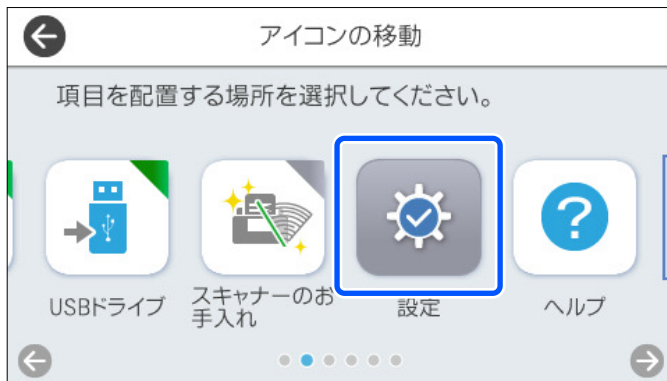 アイコンの移動
項目を配置する場所を選択してください。
USBドライブ
スキャナーのお
手入れ
設定
?
ヘルプ